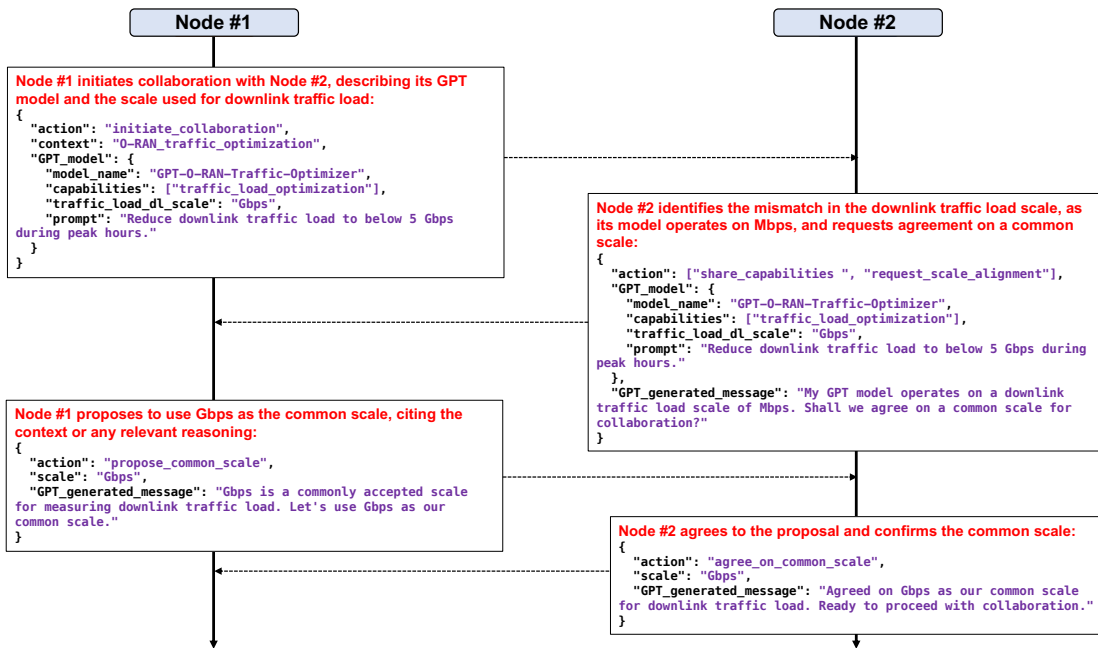 Node #1
Node #2
Node #1 initiates collaboration with Node #2, describing its GPT
model and the scale used for downlink traffic load:
{
"action": "initiate_collaboration",
"context": "O-RAN_traffic_optimization",
"GPT_model": {
"model_name": "GPT-O-RAN-Traffic-Optimizer",
"capabilities": ["traffic_load_optimization"],
"traffic_load_dl_scale": "Gbps",
"prompt": "Reduce downlink traffic load to below 5 Gbps
during peak hours."
}
}
Node #2 identifies the mismatch in the downlink traffic load scale, as
its model operates on Mbps, and requests agreement on a common
scale:
{
"action": ["share_capabilities ", "request_scale_alignment"],
"GPT_model": {
"model_name": "GPT-O-RAN-Traffic-Optimizer",
"capabilities": ["traffic_load_optimization"],
"traffic_load_dl_scale": "Gbps",
"prompt": "Reduce downlink traffic load to below 5 Gbps during
peak hours."
},
"GPT_generated_message": "My GPT model operates on a downlink
traffic load scale of Mbps. Shall we agree on a common scale for
collaboration?"
}
Node #1 proposes to use Gbps as the common scale, citing the
context or any relevant reasoning:
{
"action": "propose_common_scale",
"scale": "Gbps",
"GPT_generated_message": "Gbps is a commonly accepted scale
for measuring downlink traffic load. Let's use Gbps as our
common scale."
}
Node #2 agrees to the proposal and confirms the common scale:
{
"action": "agree_on_common_scale",
"scale": "Gbps",
"GPT_generated_message": "Agreed on Gbps as our common scale
for downlink traffic load. Ready to proceed with collaboration."
}